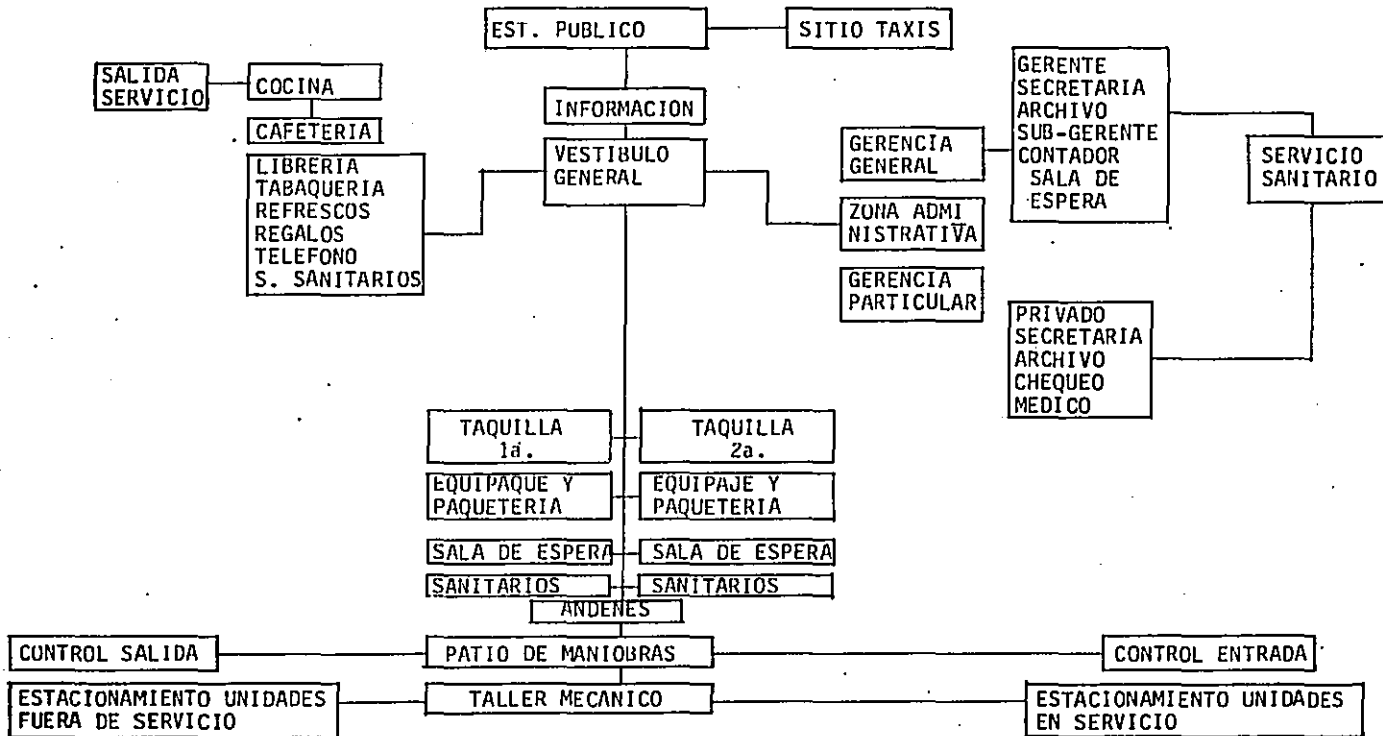 EST. PUBLICO
SITIO TAXIS
SALIDA
SERVICIO
COCINA
CAFETERIA
LIBRERIA
TABAQUERIA
REFRESCOS
REGALOS
TELEFONO
S. SANITARIOS
INFORMACION
VESTIBULO
GENERAL
GERENCIA
GENERAL
ZONA ADMI
NISTRATIVA
GERENCIA
PARTICULAR
GERENTE
SECRETARIA
ARCHIVO
SUB-GERENTE
CONTADOR
SALA DE
ESPERA
SERVICIO
SANITARIO
PRIVADO
SECRETARIA
ARCHIVO
CHEQUEO
MEDICO
TAQUILLA
1a.
TAQUILLA
2a.
EQUIPAQUE Y
PAQUETERIA
EQUIPAJE Y
PAQUETERIA
SALA DE ESPERA
SALA DE ESPERA
SANITARIOS
SANITARIOS
ANDENES
CONTROL SALIDA
PATIO DE MANIOBRAS
CONTROL ENTRADA
ESTACIONAMIENTO UNIDADES
FUERA DE SERVICIO
TALLER MECANICO
ESTACIONAMIENTO UNIDADES
EN SERVICIO